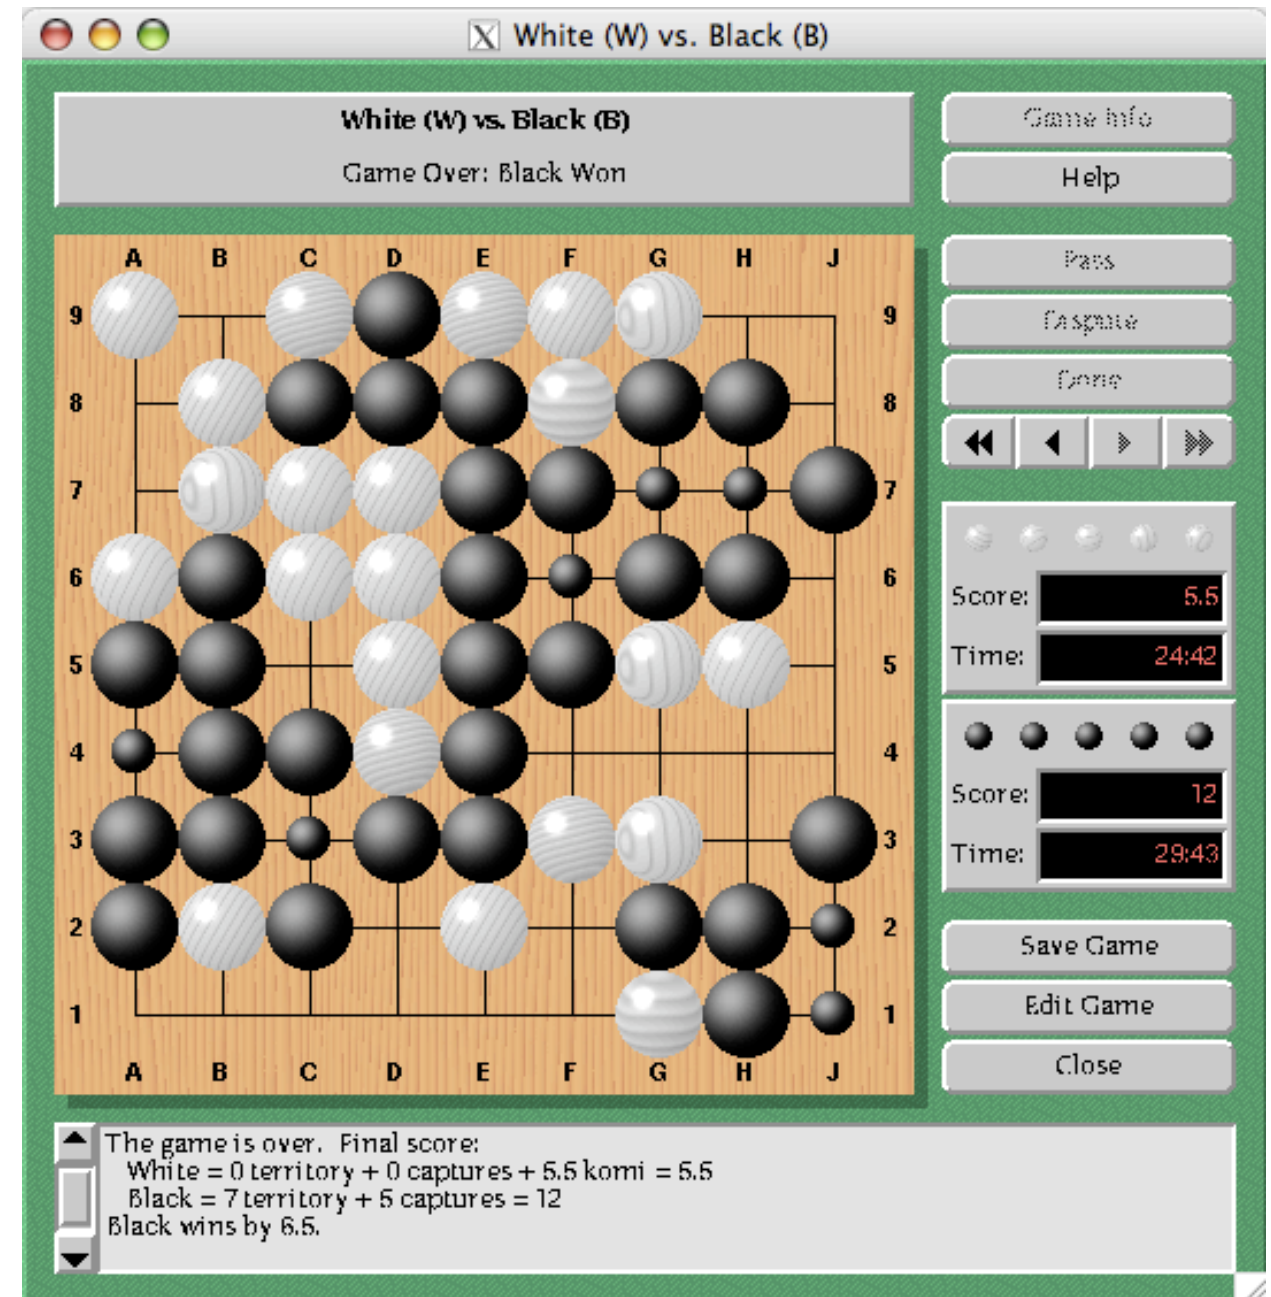 White (W) vs. Black (B)
White (W) vs. Black (B)
Game Over: Black Won
Game Info
Help
Pass
Dispute
Done
A B C D E F G H J
9 9
8 8
7 7
6 6
5 5
4 4
3 3
2 2
1 1
A B C D E F G H J
Score: 5.5
Time: 24:42
Score: 12
Time: 29:43
Save Game
Edit Game
Close
The game is over. Final score:
White = 0 territory + 0 captures + 5.5 komi = 5.5
Black = 7 territory + 5 captures = 12
Black wins by 6.5.